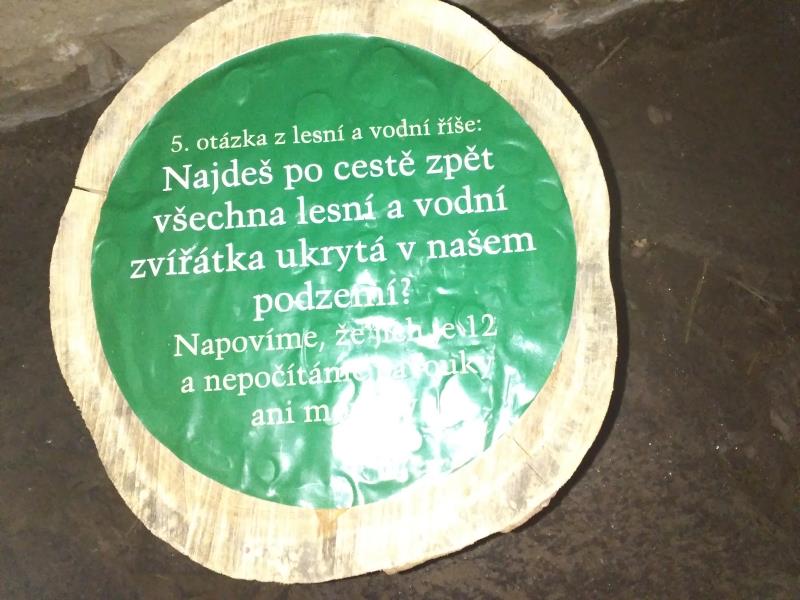 5. otázka z lesní a vodní říše:
Najdeš po cestě zpět
všechna lesní a vodní
zvířátka ukrytá v našem
podzemí?
Napovíme, že jich je 12
a nepočítáme pavouky
ani